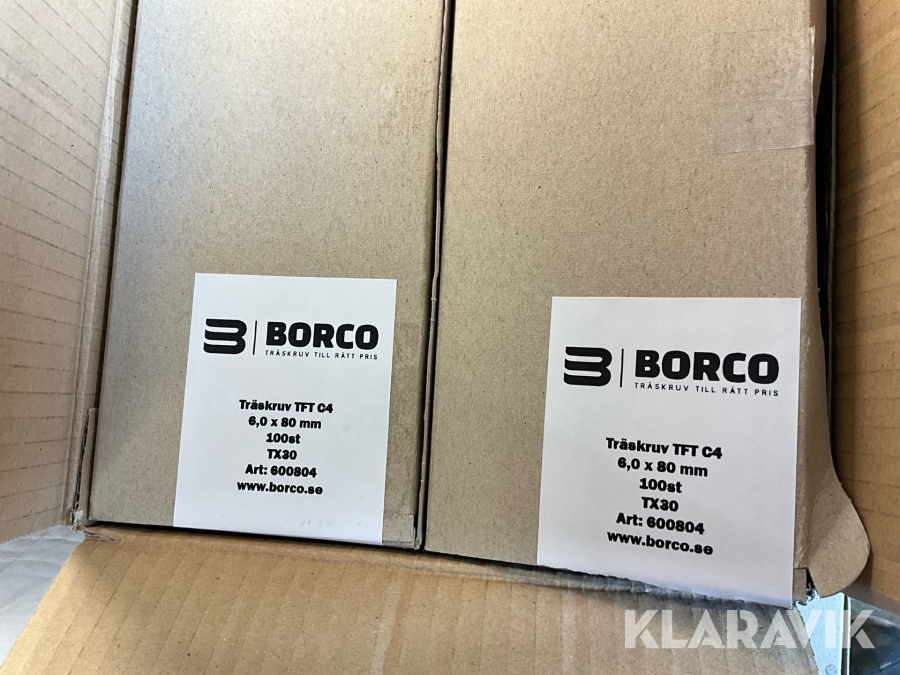 BORCO
TRÄSKRUV TILL RÄTT PRIS
Träskruv TFT C4
6,0 x 80 mm
100st
TX30
Art: 600804
www.borco.se
BORCO
TRÄSKRUV TILL RÄTT PRIS
Träskruv TFT C4
6,0 x 80 mm
100st
TX30
Art: 600804
www.borco.se
KLARAVIK